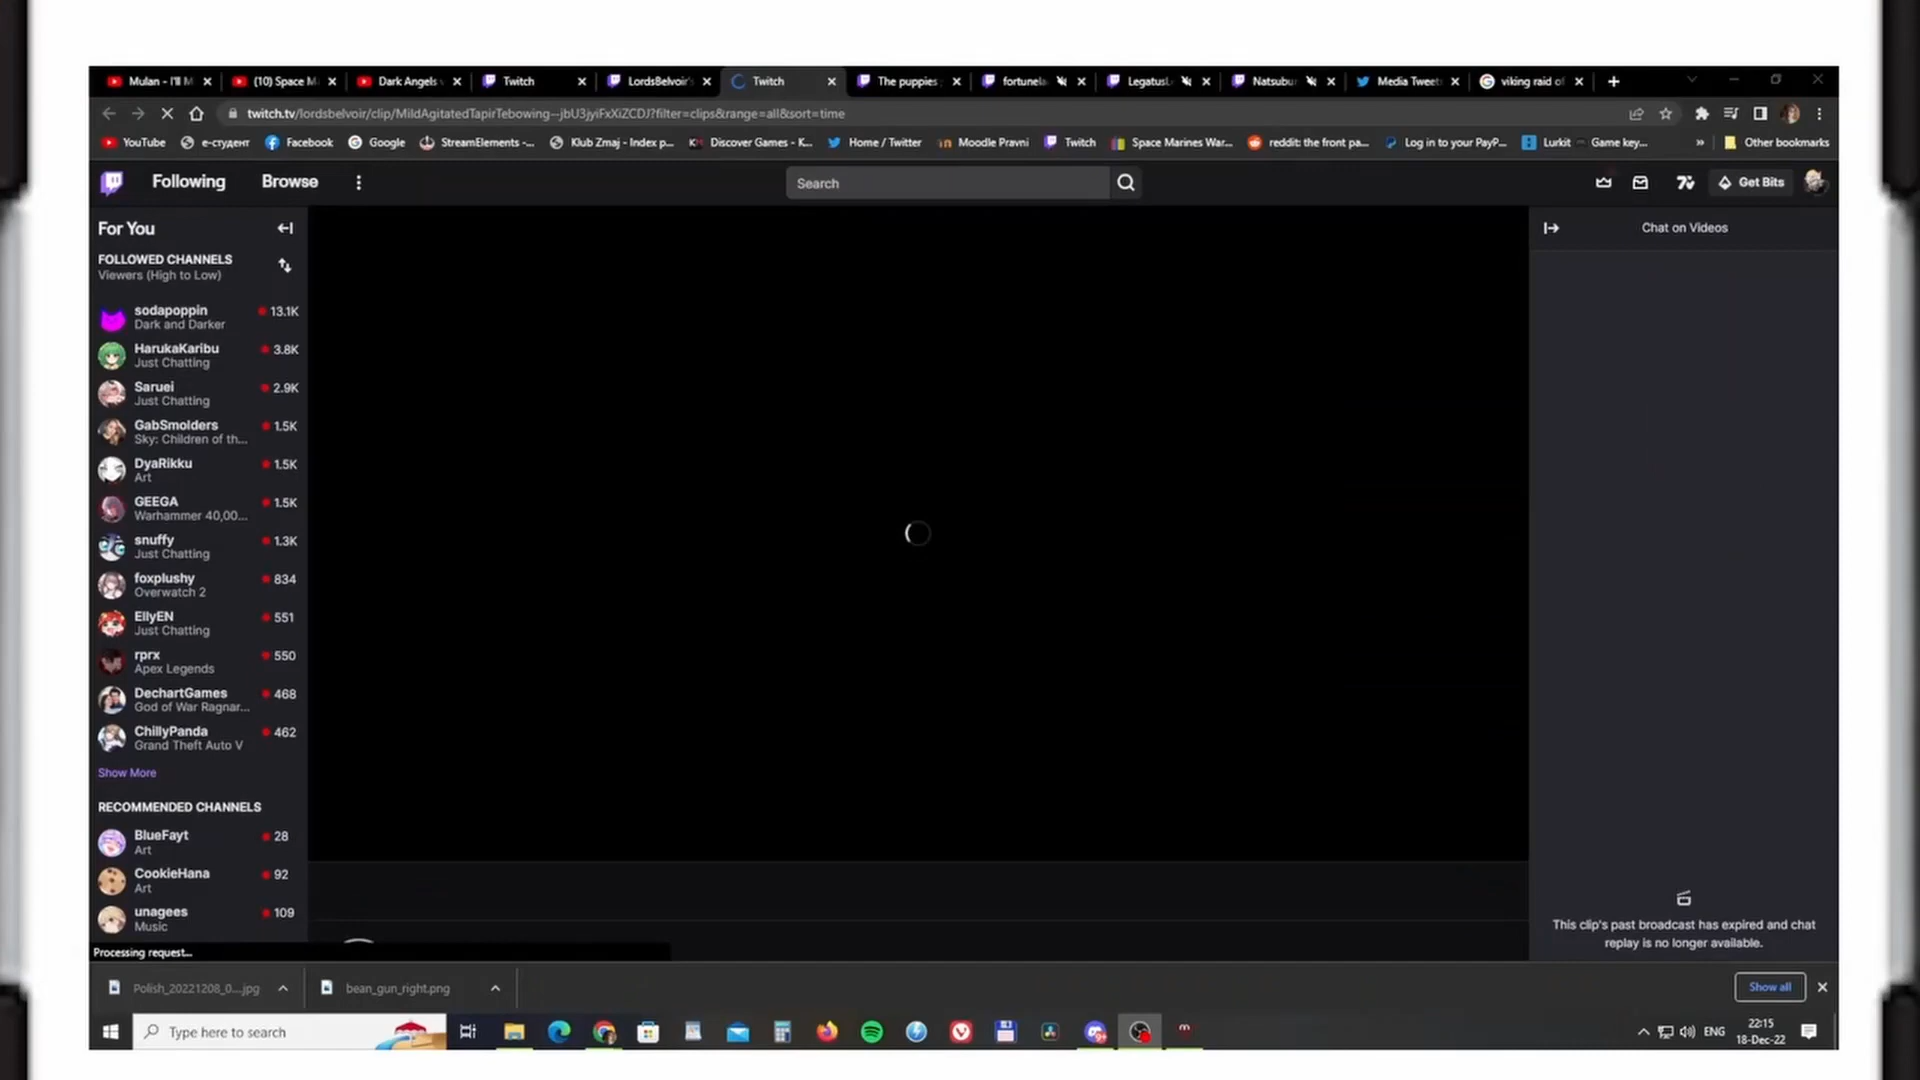 Mulan - I'll M
(10) Space M
Dark Angels v
Twitch
LordsBelvoir's
Twitch
The puppies ;
fortunela
LegatusL
Natsubur
Media Tweet
viking raid of
twitch.tv/lordsbelvoir/clip/MildAgitatedTapirTebowing--jbU3jyiFxXiZCDJ?filter=clips&range=all&sort=time
YouTube
е-студент
Facebook
Google
StreamElements -...
Klub Zmaj - Index p...
Discover Games - K...
Home / Twitter
Moodle Pravni
Twitch
Space Marines War...
reddit: the front pa...
Log in to your PayP...
Lurkit
Game key...
»
Other bookmarks
Following
Browse
Search
Get Bits
For You
FOLLOWED CHANNELS
Viewers (High to Low)
sodapoppin
13.1K
Dark and Darker
HarukaKaribu
3.8K
Just Chatting
Saruei
2.9K
Just Chatting
GabSmolders
1.5K
Sky: Children of th...
DyaRikku
1.5K
Art
GEEGA
1.5K
Warhammer 40,00...
snuffy
1.3K
Just Chatting
foxplushy
834
Overwatch 2
EllyEN
551
Just Chatting
rprx
550
Apex Legends
DechartGames
468
God of War Ragnar...
ChillyPanda
462
Grand Theft Auto V
Show More
RECOMMENDED CHANNELS
BlueFayt
28
Art
CookieHana
92
Art
unagees
109
Music
Chat on Videos
This clip's past broadcast has expired and chat
replay is no longer available.
Processing request...
Polish_20221208_0....jpg
bean_gun_right.png
Show all
Type here to search
ENG
22:15
18-Dec-22